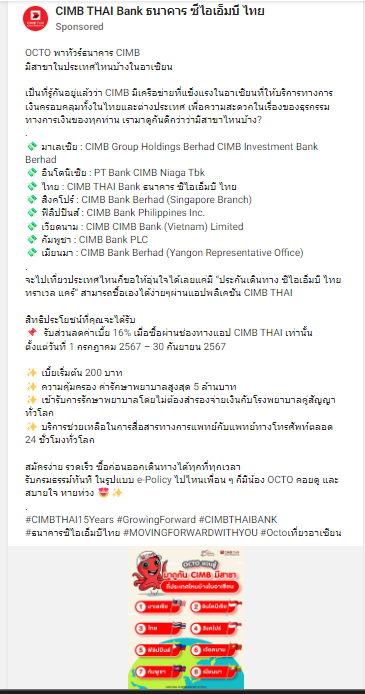 CIMB THAI Bank ธนาคาร ซีไอเอ็มบี ไทย
Sponsored
OCTO พาทัวร์ธนาคาร CIMB
มีสาขาในประเทศไหนบ้างในอาเซียน
เป็นที่รู้กันอยู่แล้วว่า CIMB มีเครือข่ายที่แข็งแรงในอาเซียนที่ให้บริการทางการ
เงินครอบคลุมทั้งในไทยและต่างประเทศ เพื่อความสะดวกในเรื่องของธุรกรรม
ทางการเงินของทุกท่าน เรามาดูกันดีกว่าว่ามีสาขาไหนบ้าง?
.
💸 มาเลเซีย : CIMB Group Holdings Berhad CIMB Investment Bank
Berhad
💸 อินโดนีเซีย : PT Bank CIMB Niaga Tbk
💸 ไทย : CIMB THAI Bank ธนาคาร ซีไอเอ็มบี ไทย
💸 สิงคโปร์ : CIMB Bank Berhad (Singapore Branch)
💸 ฟิลิปปินส์ : CIMB Bank Philippines Inc.
💸 เวียดนาม : CIMB CIMB Bank (Vietnam) Limited
💸 กัมพูชา : CIMB Bank PLC
💸 เมียนมา : CIMB Bank Berhad (Yangon Representative Office)
.
จะไปเที่ยวประเทศไหนก็ขอให้อุ่นใจได้เลยแค่มี "ประกันเดินทาง ซีไอเอ็มบี ไทย
ทราเวล แคร์" สามารถซื้อเองได้ง่ายๆผ่านแอปพลิเคชัน CIMB THAI
สิทธิประโยชน์ที่คุณจะได้รับ
📌 รับส่วนลดค่าเบี้ย 16% เมื่อซื้อผ่านช่องทางแอป CIMB THAI เท่านั้น
ตั้งแต่วันที่ 1 กรกฎาคม 2567 – 30 กันยายน 2567
✨ เบี้ยเริ่มต้น 200 บาท
✨ ความคุ้มครอง ค่ารักษาพยาบาลสูงสุด 5 ล้านบาท
✨ เข้ารับการรักษาพยาบาลโดยไม่ต้องสำรองจ่ายเงินกับโรงพยาบาลคู่สัญญา
ทั่วโลก
✨ บริการช่วยเหลือในการสื่อสารทางการแพทย์กับแพทย์ทางโทรศัพท์ตลอด
24 ชั่วโมงทั่วโลก
สมัครง่าย รวดเร็ว ซื้อก่อนออกเดินทางได้ทุกที่ทุกเวลา
รับกรมธรรม์ทันที ในรูปแบบ e-Policy ไปไหนเพื่อน ๆ ก็มีน้อง OCTO คอยดู และ
สบายใจ หายห่วง 😍 ✨
.
#CIMBTHAI15Years #GrowingForward #CIMBTHAIBANK
#ธนาคารซีไอเอ็มบีไทย #MOVINGFORWARDWITHYOU #Octoเที่ยวอาเซียน
OCTO ชวนรู้
มาดูกัน CIMB มีสาขา
ที่ประเทศไหนบ้างในอาเซียน
1 มาเลเซีย
2 อินโดนีเซีย
3 ไทย
4 สิงคโปร์
5 ฟิลิปปินส์
6 เวียดนาม
7 กัมพูชา
8 เมียนมา